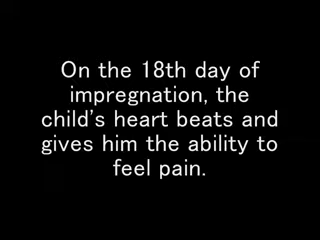 On the 18th day of
impregnation, the
child's heart beats and
gives him the ability to
feel pain.